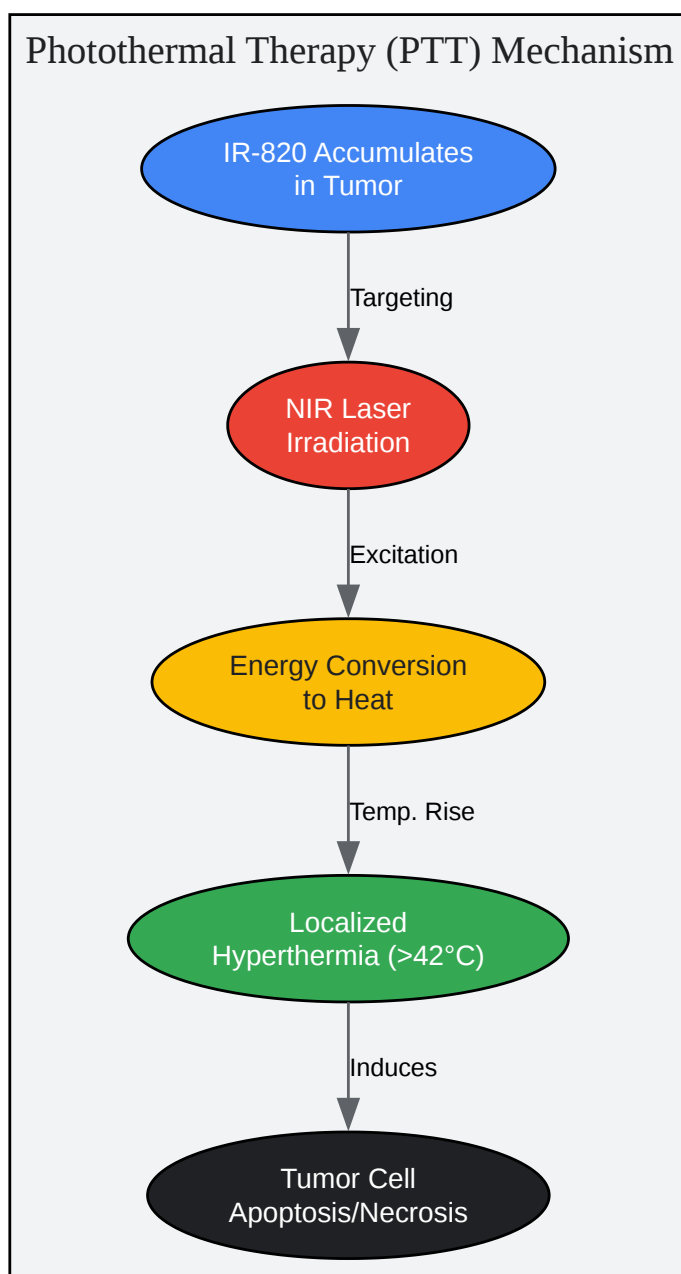 Photothermal Therapy (PTT) Mechanism
IR-820 Accumulates
in Tumor
Targeting
NIR Laser
Irradiation
Excitation
Energy Conversion
to Heat
Temp. Rise
Localized
Hyperthermia (>42°C)
Induces
Tumor Cell
Apoptosis/Necrosis